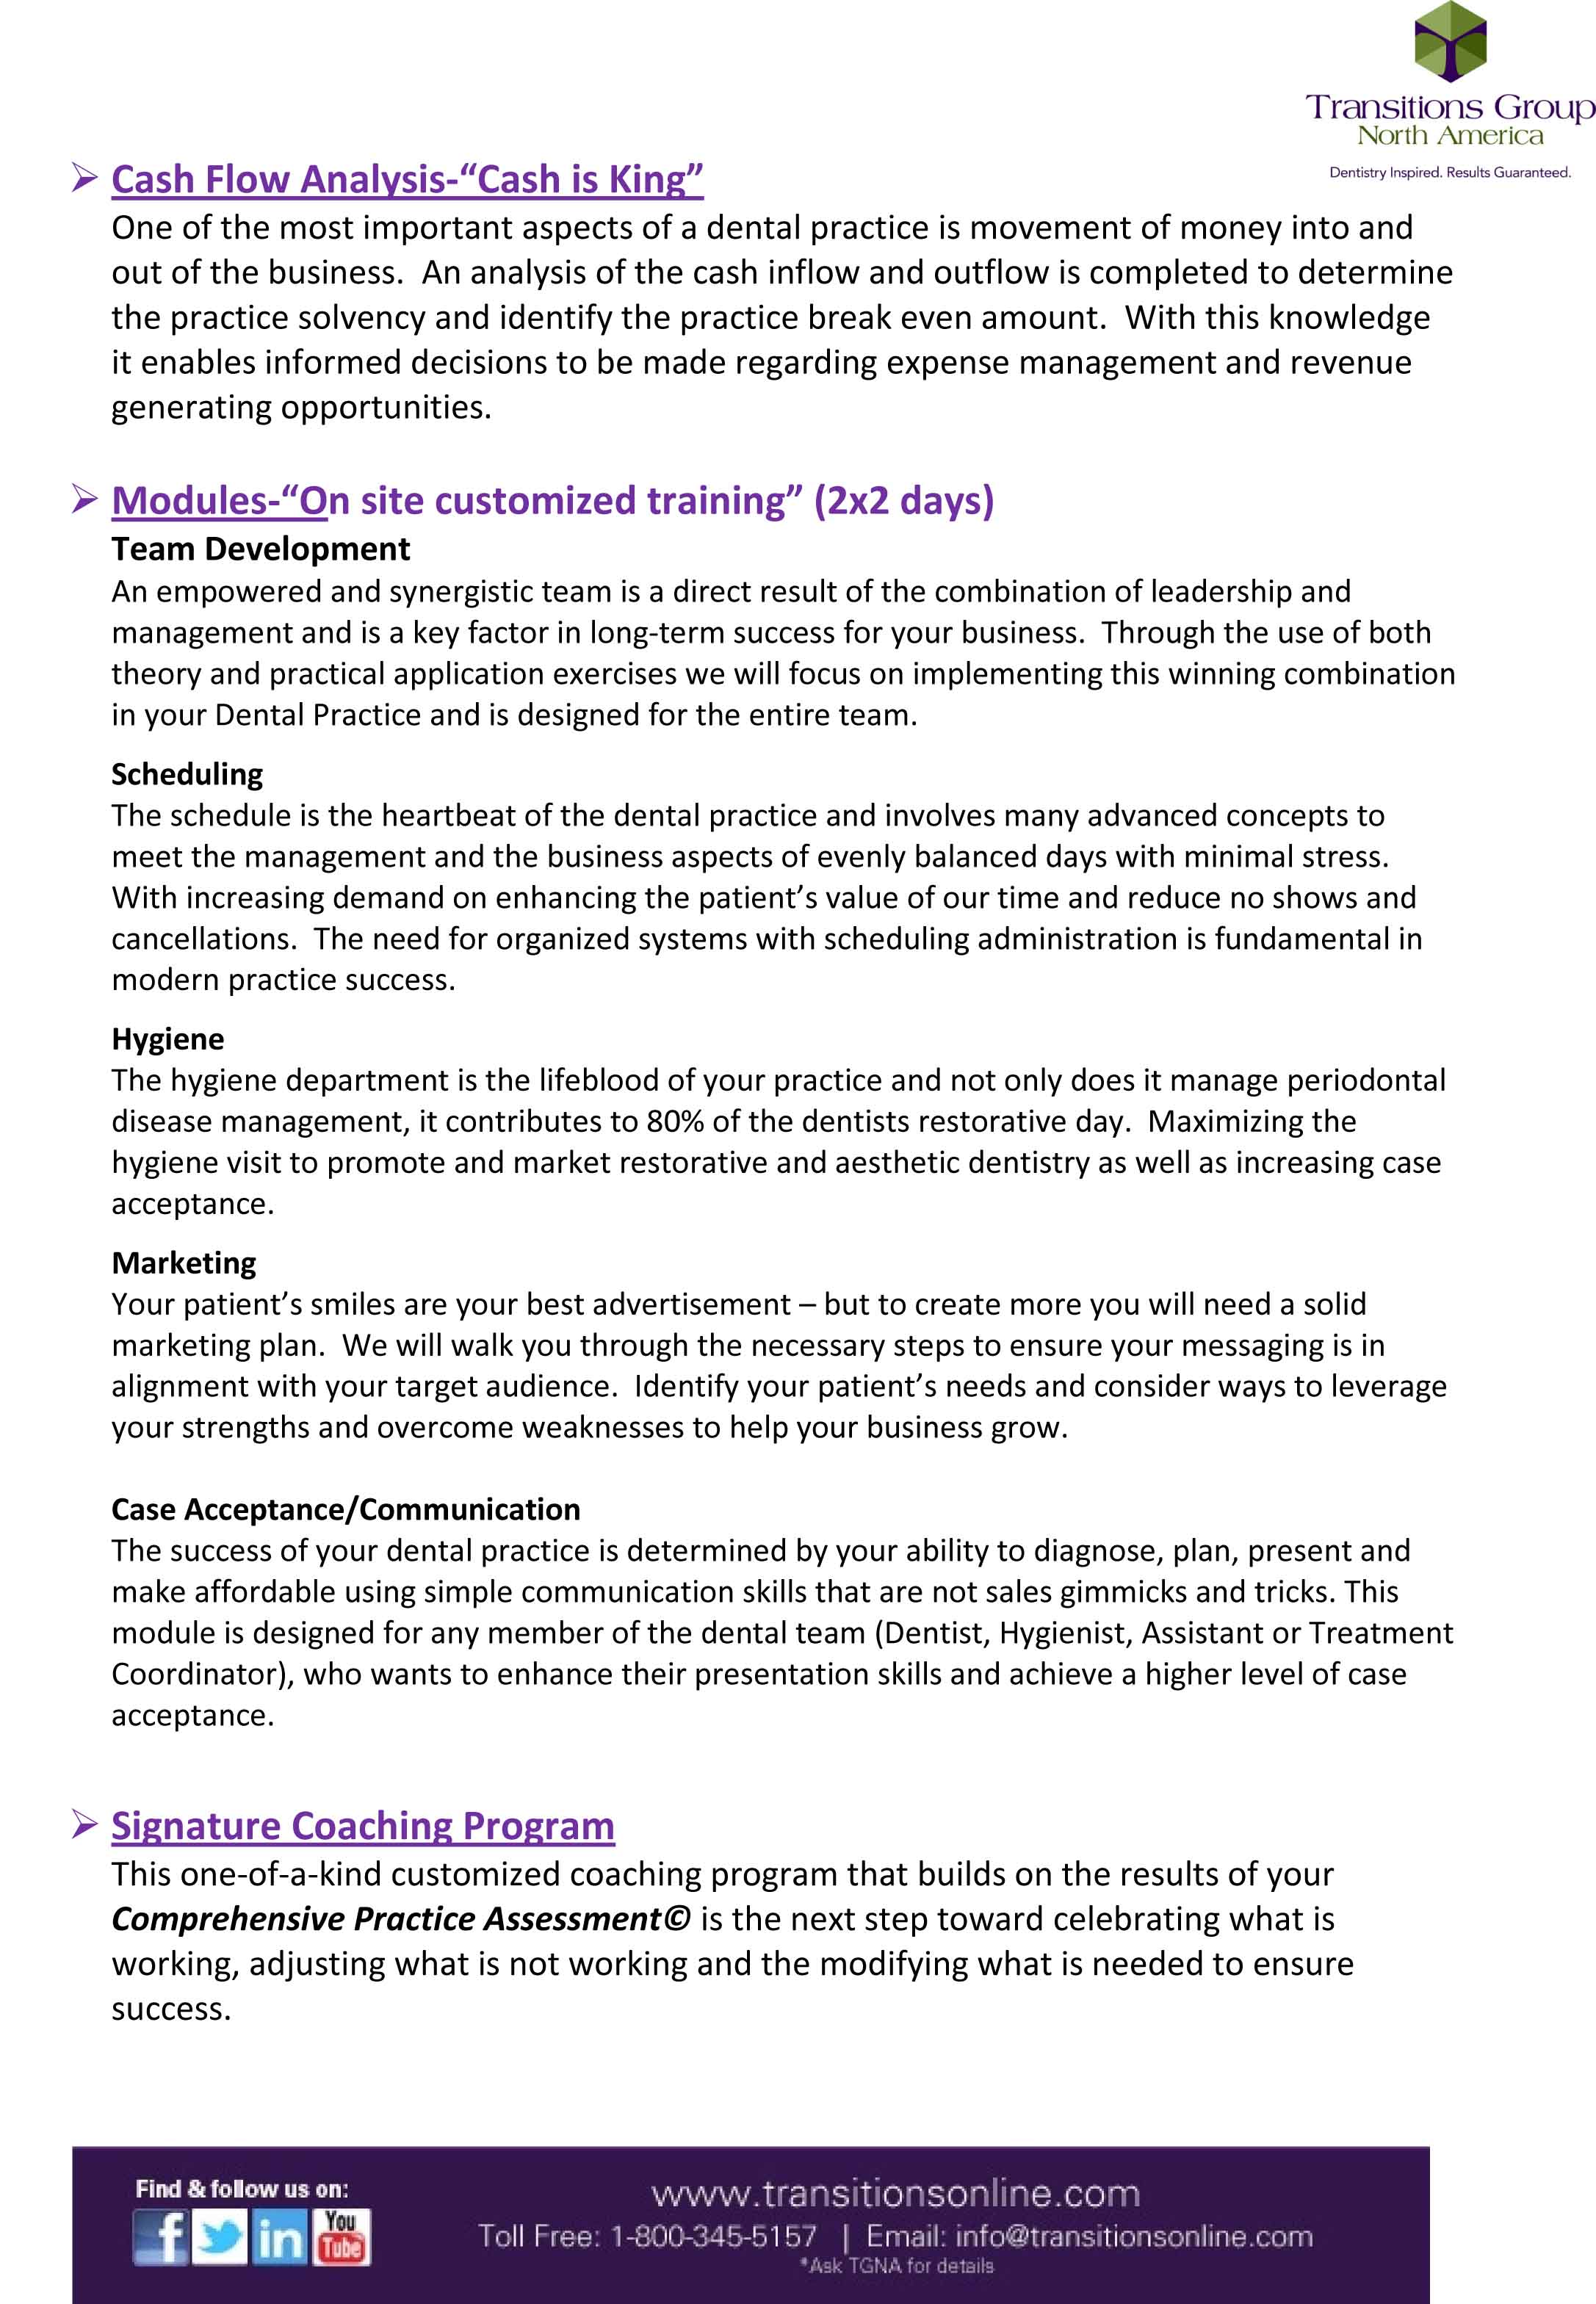 Transitions Group
North America
Dentistry Inspired. Results Guaranteed.
➢ Cash Flow Analysis-“Cash is King”
One of the most important aspects of a dental practice is movement of money into and
out of the business.  An analysis of the cash inflow and outflow is completed to determine
the practice solvency and identify the practice break even amount.  With this knowledge
it enables informed decisions to be made regarding expense management and revenue
generating opportunities.
➢ Modules-“On site customized training” (2x2 days)
Team Development
An empowered and synergistic team is a direct result of the combination of leadership and
management and is a key factor in long-term success for your business.  Through the use of both
theory and practical application exercises we will focus on implementing this winning combination
in your Dental Practice and is designed for the entire team.
Scheduling
The schedule is the heartbeat of the dental practice and involves many advanced concepts to
meet the management and the business aspects of evenly balanced days with minimal stress.
With increasing demand on enhancing the patient’s value of our time and reduce no shows and
cancellations.  The need for organized systems with scheduling administration is fundamental in
modern practice success.
Hygiene
The hygiene department is the lifeblood of your practice and not only does it manage periodontal
disease management, it contributes to 80% of the dentists restorative day.  Maximizing the
hygiene visit to promote and market restorative and aesthetic dentistry as well as increasing case
acceptance.
Marketing
Your patient’s smiles are your best advertisement – but to create more you will need a solid
marketing plan.  We will walk you through the necessary steps to ensure your messaging is in
alignment with your target audience.  Identify your patient’s needs and consider ways to leverage
your strengths and overcome weaknesses to help your business grow.
Case Acceptance/Communication
The success of your dental practice is determined by your ability to diagnose, plan, present and
make affordable using simple communication skills that are not sales gimmicks and tricks. This
module is designed for any member of the dental team (Dentist, Hygienist, Assistant or Treatment
Coordinator), who wants to enhance their presentation skills and achieve a higher level of case
acceptance.
➢ Signature Coaching Program
This one-of-a-kind customized coaching program that builds on the results of your
Comprehensive Practice Assessment© is the next step toward celebrating what is
working, adjusting what is not working and the modifying what is needed to ensure
success.
Find & follow us on:
f in You Tube
www.transitionsonline.com
Toll Free: 1-800-345-5157 | Email: info@transitionsonline.com
*Ask TGNA for details